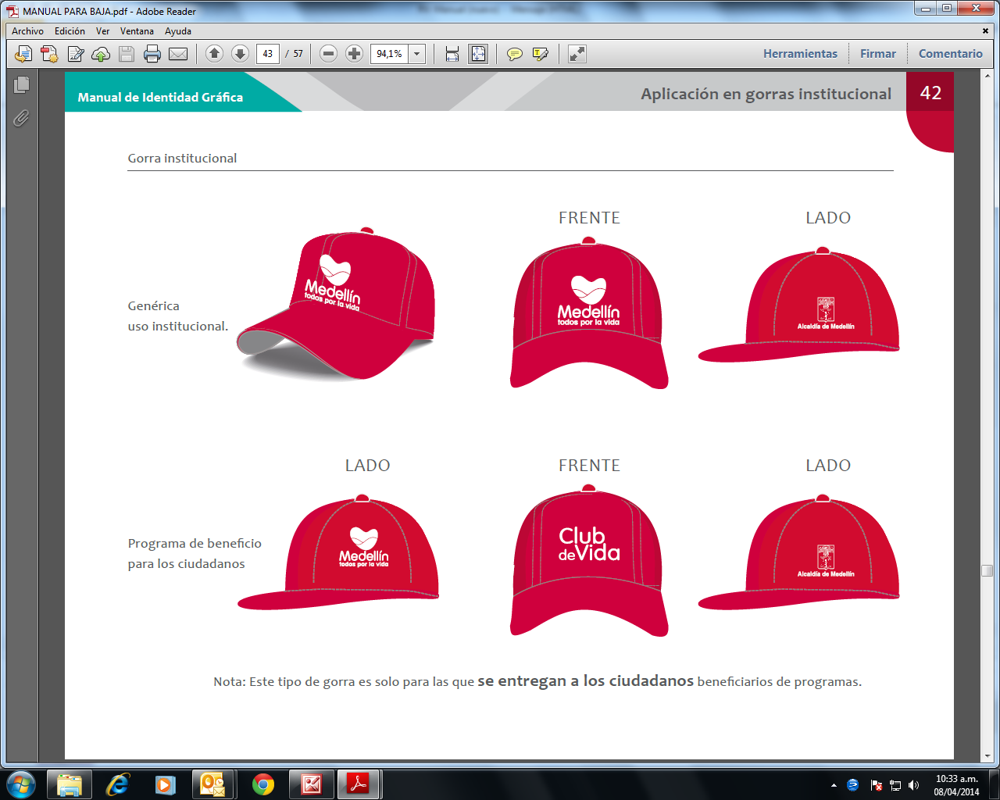 MANUAL PARA BAJA.pdf - Adobe Reader
Archivo Edición Ver Ventana Ayuda
43 / 57 94,1% Herramientas Firmar Comentario
Manual de Identidad Gráfica Aplicación en gorras institucional 42
Gorra institucional
FRENTE LADO
Genérica
uso institucional.
Medellín
todos por la vida
Medellín
todos por la vida
Alcaldía de Medellín
LADO FRENTE LADO
Programa de beneficio
para los ciudadanos
Medellín
todos por la vida
Club
deVida
Alcaldía de Medellín
Nota: Este tipo de gorra es solo para las que se entregan a los ciudadanos beneficiarios de programas.
10:33 a.m.
08/04/2014